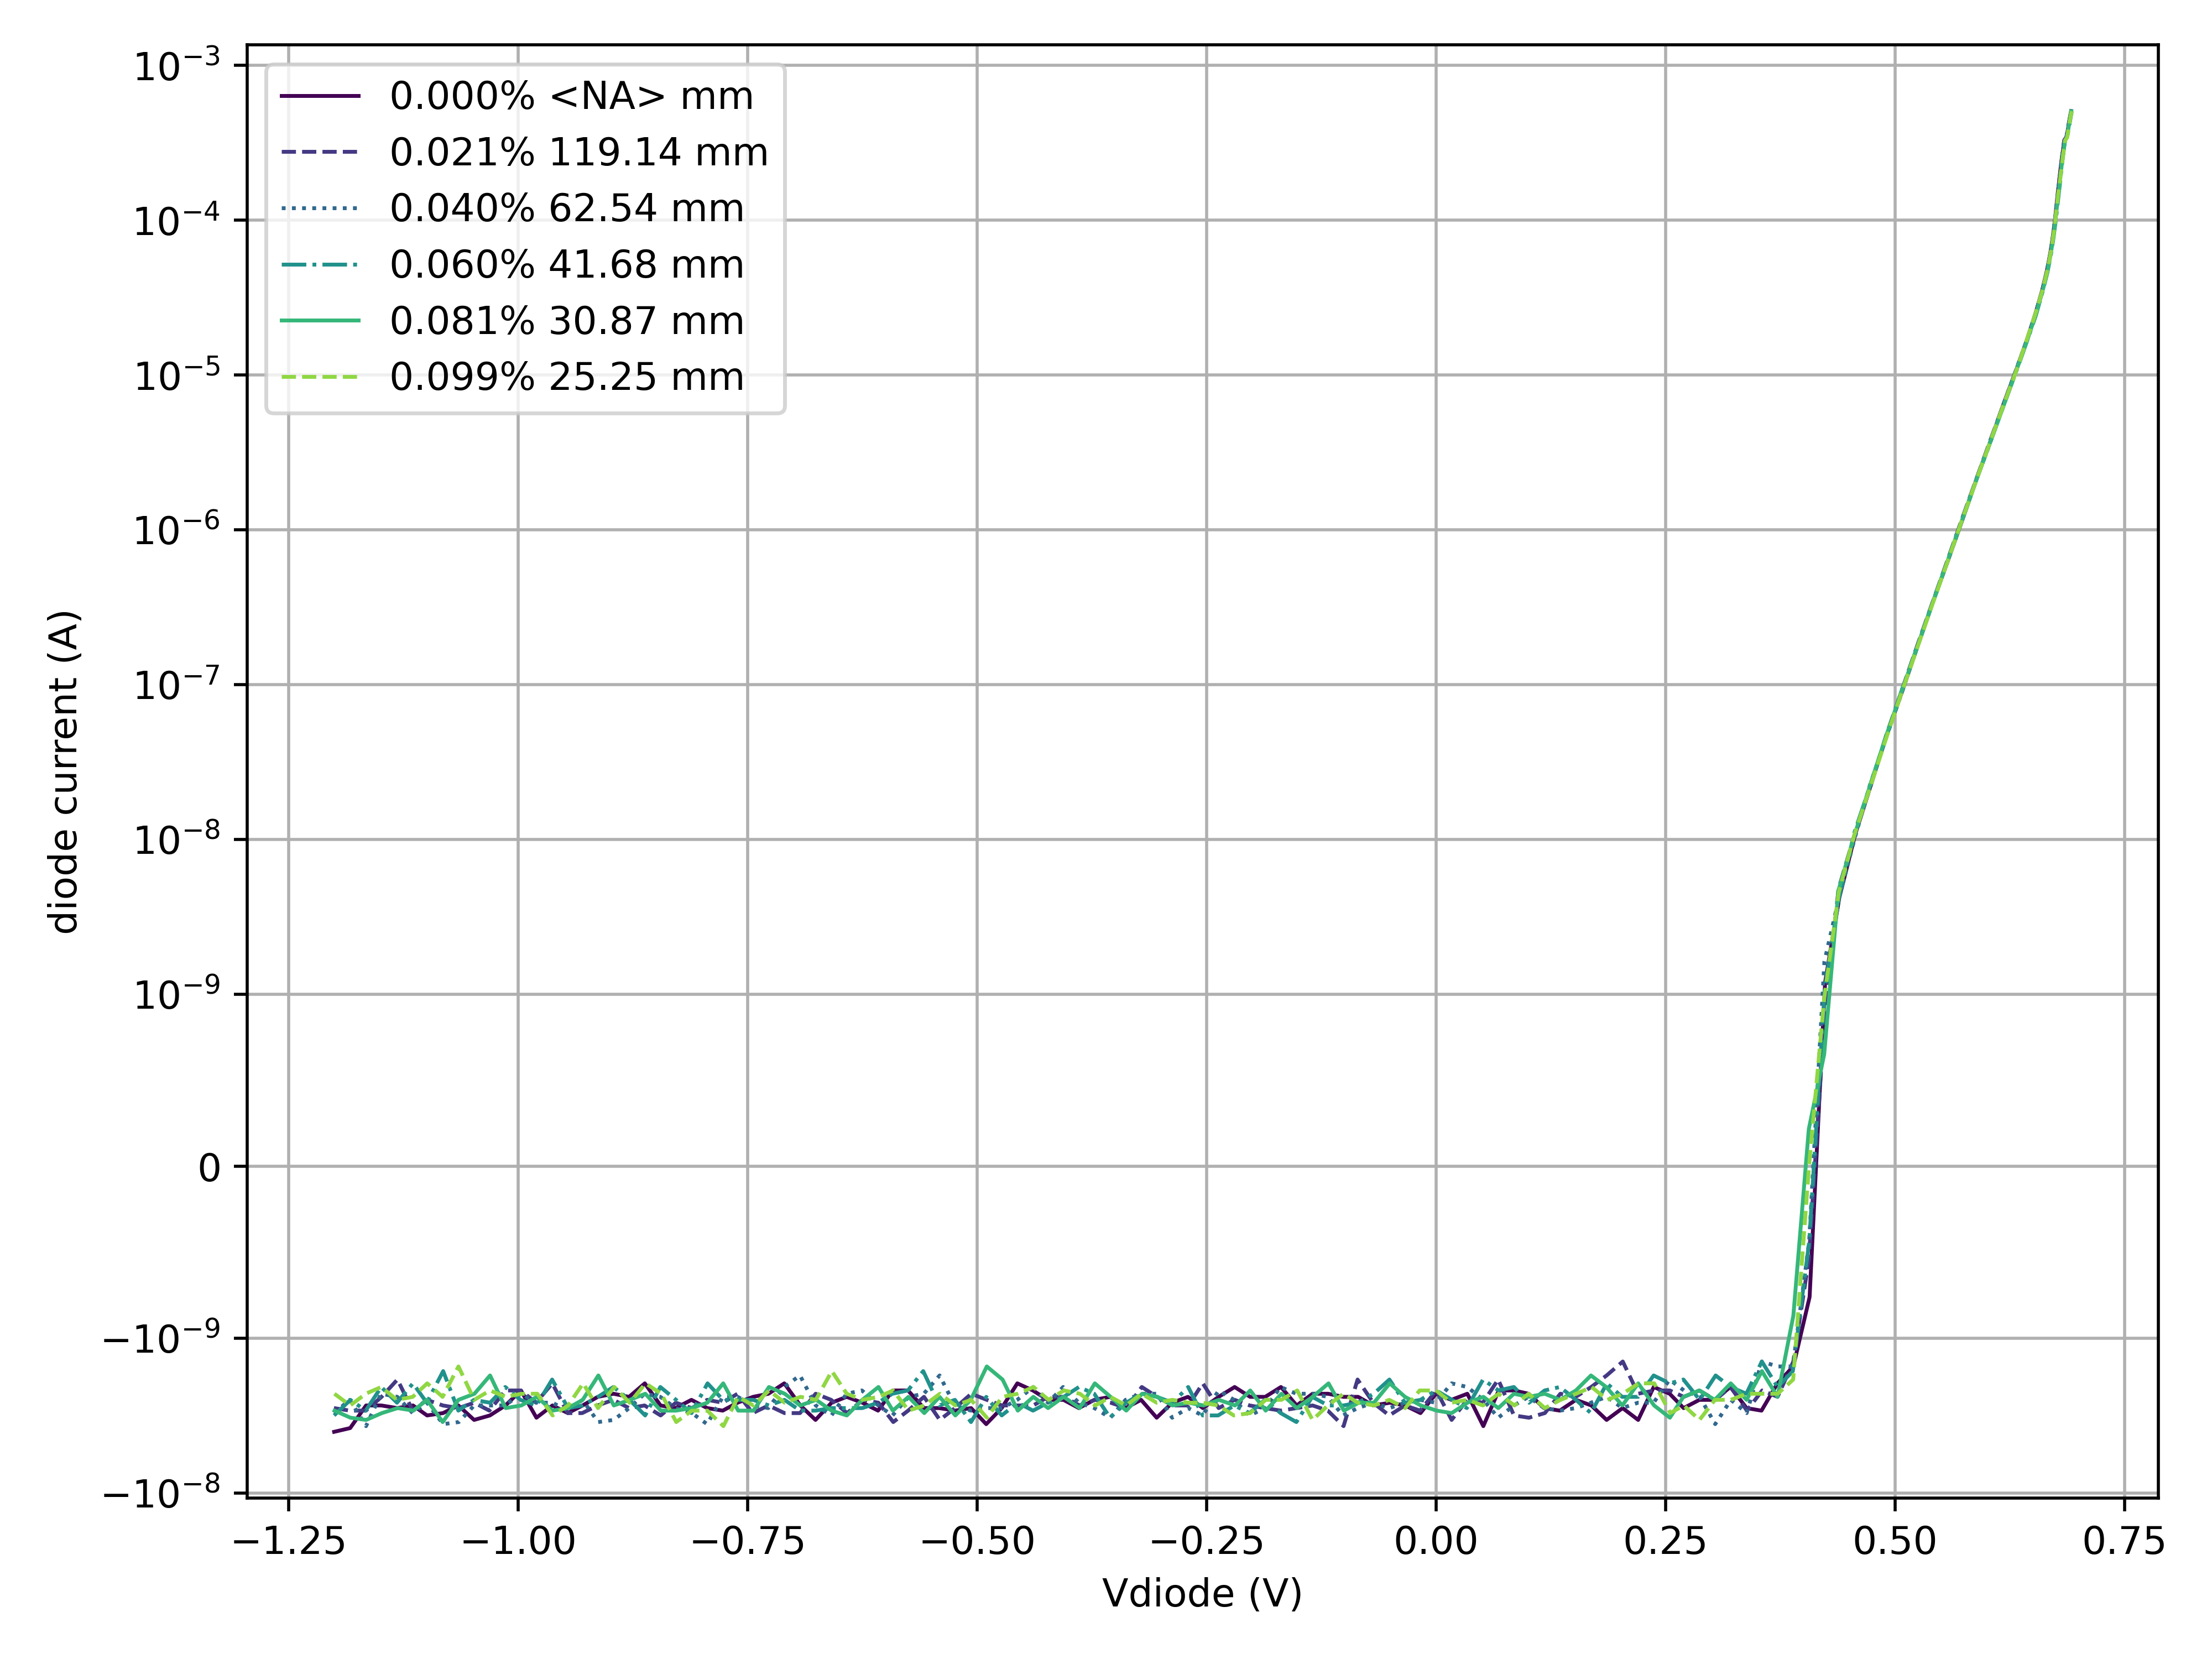 10⁻³
10⁻⁴
10⁻⁵
10⁻⁶
10⁻⁷
10⁻⁸
10⁻⁹
0
−10⁻⁹
−10⁻⁸
diode current (A)
0.000% <NA> mm
0.021% 119.14 mm
0.040% 62.54 mm
0.060% 41.68 mm
0.081% 30.87 mm
0.099% 25.25 mm
−1.25 −1.00 −0.75 −0.50 −0.25 0.00 0.25 0.50 0.75
Vdiode (V)